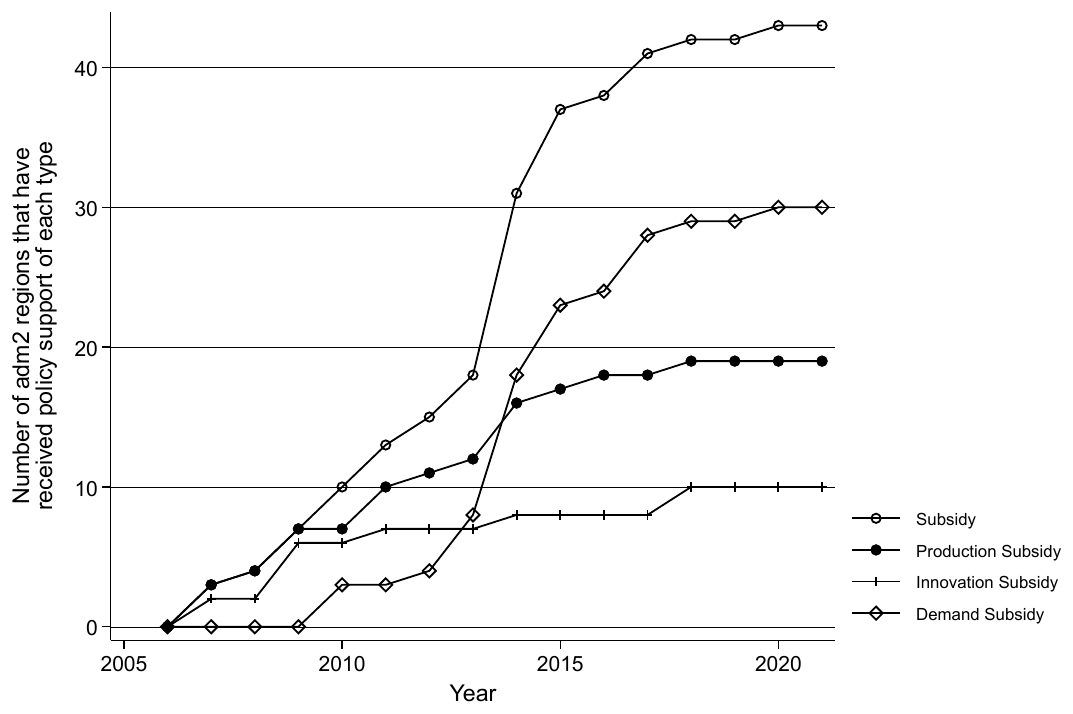 Number of adm2 regions that have
received policy support of each type
40
30
20
10
0
2005
2010
2015
2020
Year
Subsidy
Production Subsidy
Innovation Subsidy
Demand Subsidy